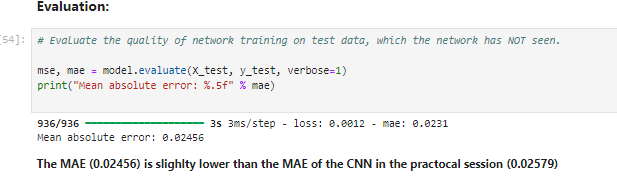 Evaluation:
[54]: # Evaluate the quality of network training on test data, which the network has NOT seen.
mse, mae = model.evaluate(X_test, y_test, verbose=1)
print("Mean absolute error: %.5f" % mae)
936/936 ━━━━━━━━━━━━━━━━━━━━ 3s 3ms/step - loss: 0.0012 - mae: 0.0231
Mean absolute error: 0.02456
The MAE (0.02456) is slighlty lower than the MAE of the CNN in the practocal session (0.02579)